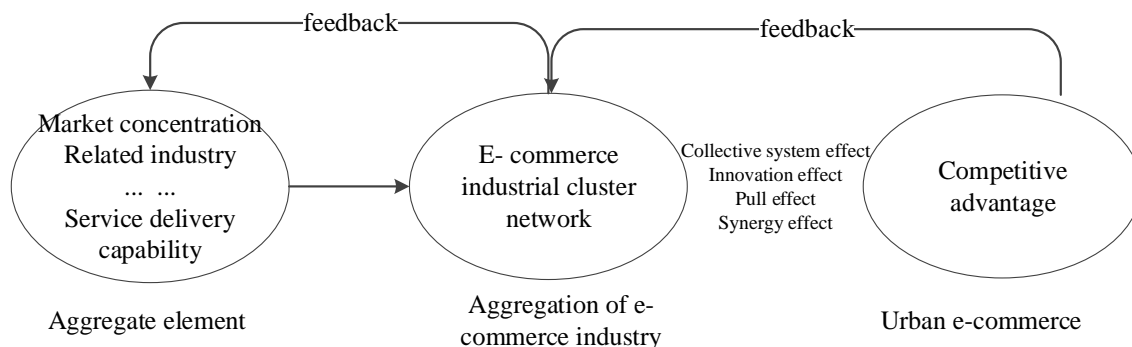 feedback
feedback
Market concentration
Related industry
... ...
Service delivery
capability
E- commerce
industrial cluster
network
Collective system effect
Innovation effect
Pull effect
Synergy effect
Competitive
advantage
Aggregate element
Aggregation of e-
commerce industry
Urban e-commerce